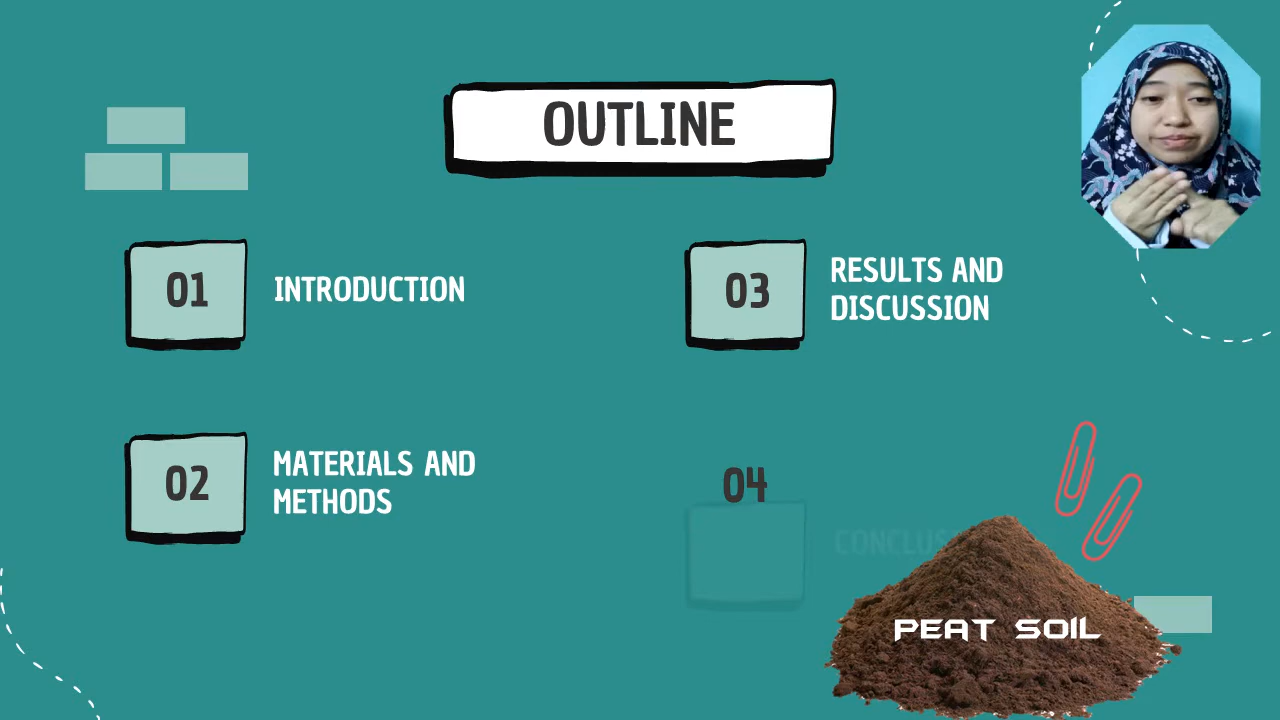 OUTLINE
01
INTRODUCTION
02
MATERIALS AND
METHODS
03
RESULTS AND
DISCUSSION
04
PEAT SOIL